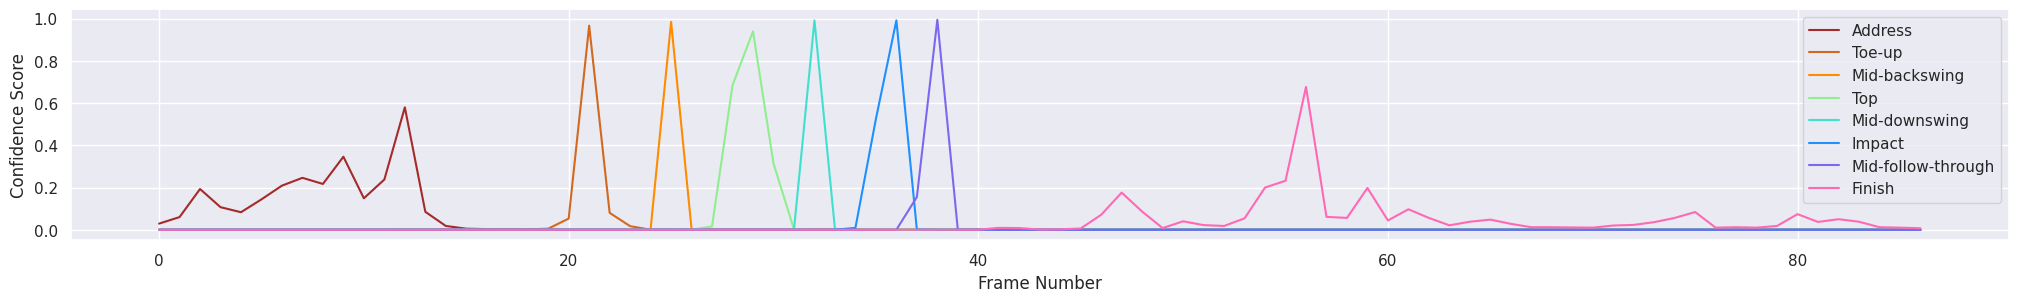 Confidence Score
1.0
0.8
0.6
0.4
0.2
0.0
0
20
40
60
80
Frame Number
Address
Toe-up
Mid-backswing
Top
Mid-downswing
Impact
Mid-follow-through
Finish